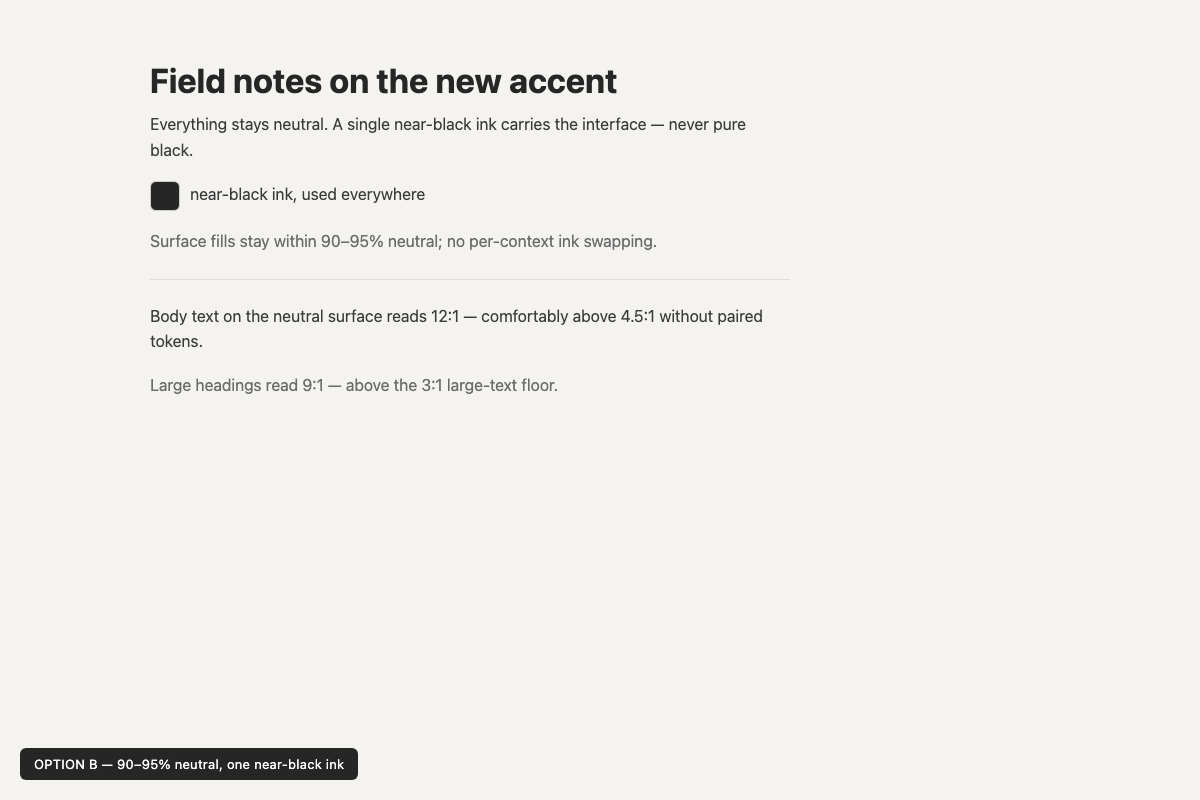 Field notes on the new accent
Everything stays neutral. A single near-black ink carries the interface — never pure
black.
near-black ink, used everywhere
Surface fills stay within 90–95% neutral; no per-context ink swapping.
Body text on the neutral surface reads 12:1 — comfortably above 4.5:1 without paired
tokens.
Large headings read 9:1 — above the 3:1 large-text floor.
OPTION B — 90–95% neutral, one near-black ink